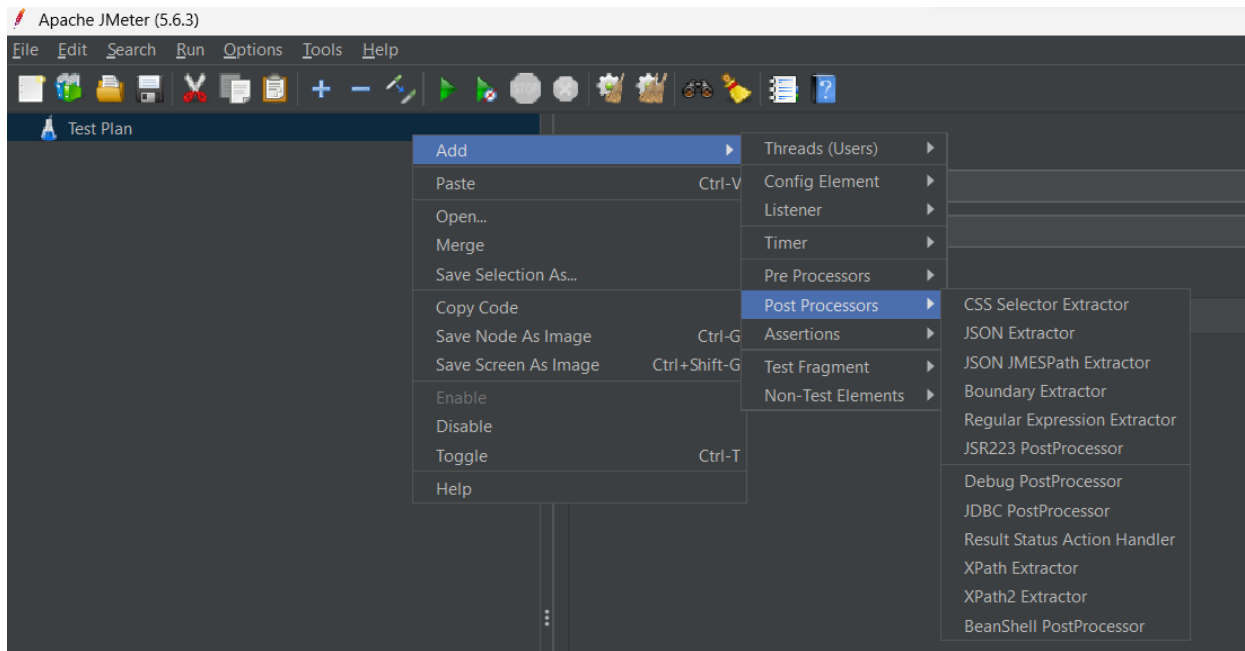 Apache JMeter (5.6.3)
File Edit Search Run Options Tools Help
STOP
?
Test Plan
Add
Paste Ctrl-V
Open...
Merge
Save Selection As...
Copy Code
Save Node As Image Ctrl-G
Save Screen As Image Ctrl+Shift-G
Enable
Disable
Toggle Ctrl-T
Help
Threads (Users)
Config Element
Listener
Timer
Pre Processors
Post Processors
Assertions
Test Fragment
Non-Test Elements
CSS Selector Extractor
JSON Extractor
JSON JMESPath Extractor
Boundary Extractor
Regular Expression Extractor
JSR223 PostProcessor
Debug PostProcessor
JDBC PostProcessor
Result Status Action Handler
XPath Extractor
XPath2 Extractor
BeanShell PostProcessor